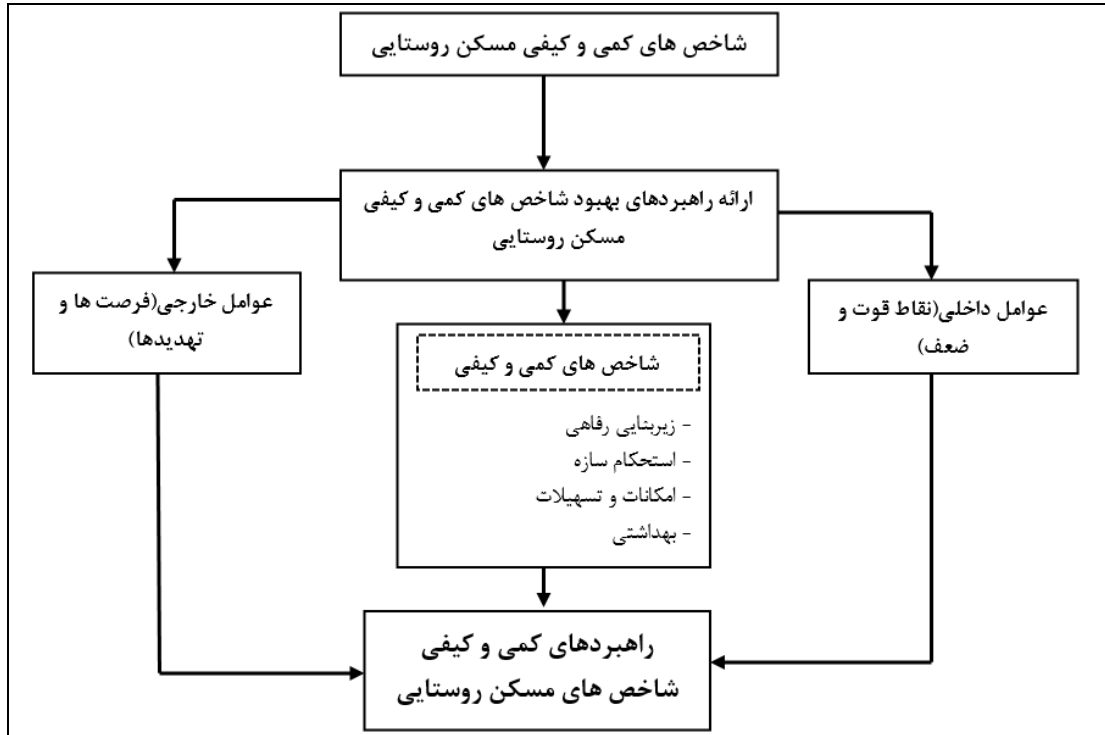 شاخص های کمی و کیفی مسکن روستایی
ارائه راهبردهای بهبود شاخص های کمی و کیفی
مسکن روستایی
عوامل داخلی(نقاط قوت و
ضعف)
شاخص های کمی و کیفی
- زیربنایی رفاهی
- استحکام سازه
- امکانات و تسهیلات
- بهداشتی
عوامل خارجی(فرصت ها و
تهدیدها)
راهبردهای کمی و کیفی
شاخص های مسکن روستایی